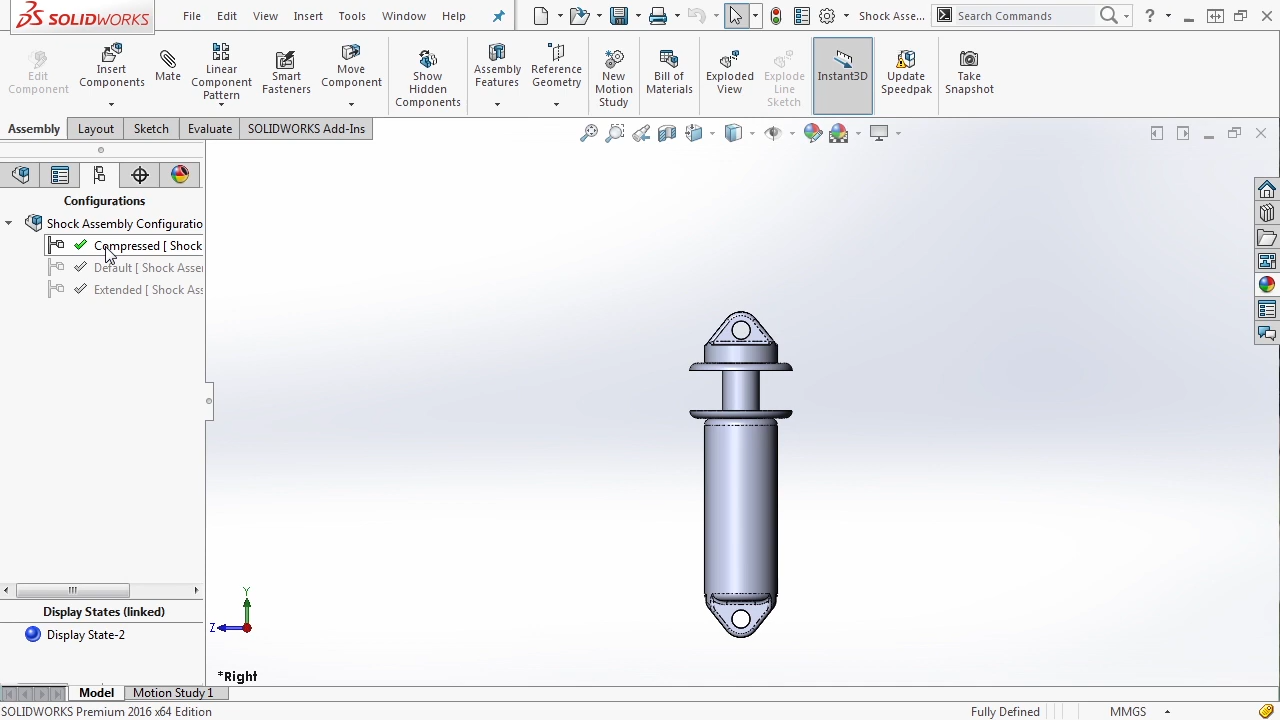 SOLIDWORKS
File Edit View Insert Tools Window Help
Shock Asse...
Search Commands
Edit Component
Insert Components
Mate
Linear Component Pattern
Smart Fasteners
Move Component
Show Hidden Components
Assembly Features
Reference Geometry
New Motion Study
Bill of Materials
Exploded View
Explode Line Sketch
Instant3D
Update Speedpak
Take Snapshot
Assembly Layout Sketch Evaluate SOLIDWORKS Add-Ins
Configurations
Shock Assembly Configuratio
Compressed [ Shock
Default [ Shock Asser
Extended [ Shock Ass
Display States (linked)
Display State-2
Y
Z
*Right
Model Motion Study 1
SOLIDWORKS Premium 2016 x64 Edition
Fully Defined
MMGS